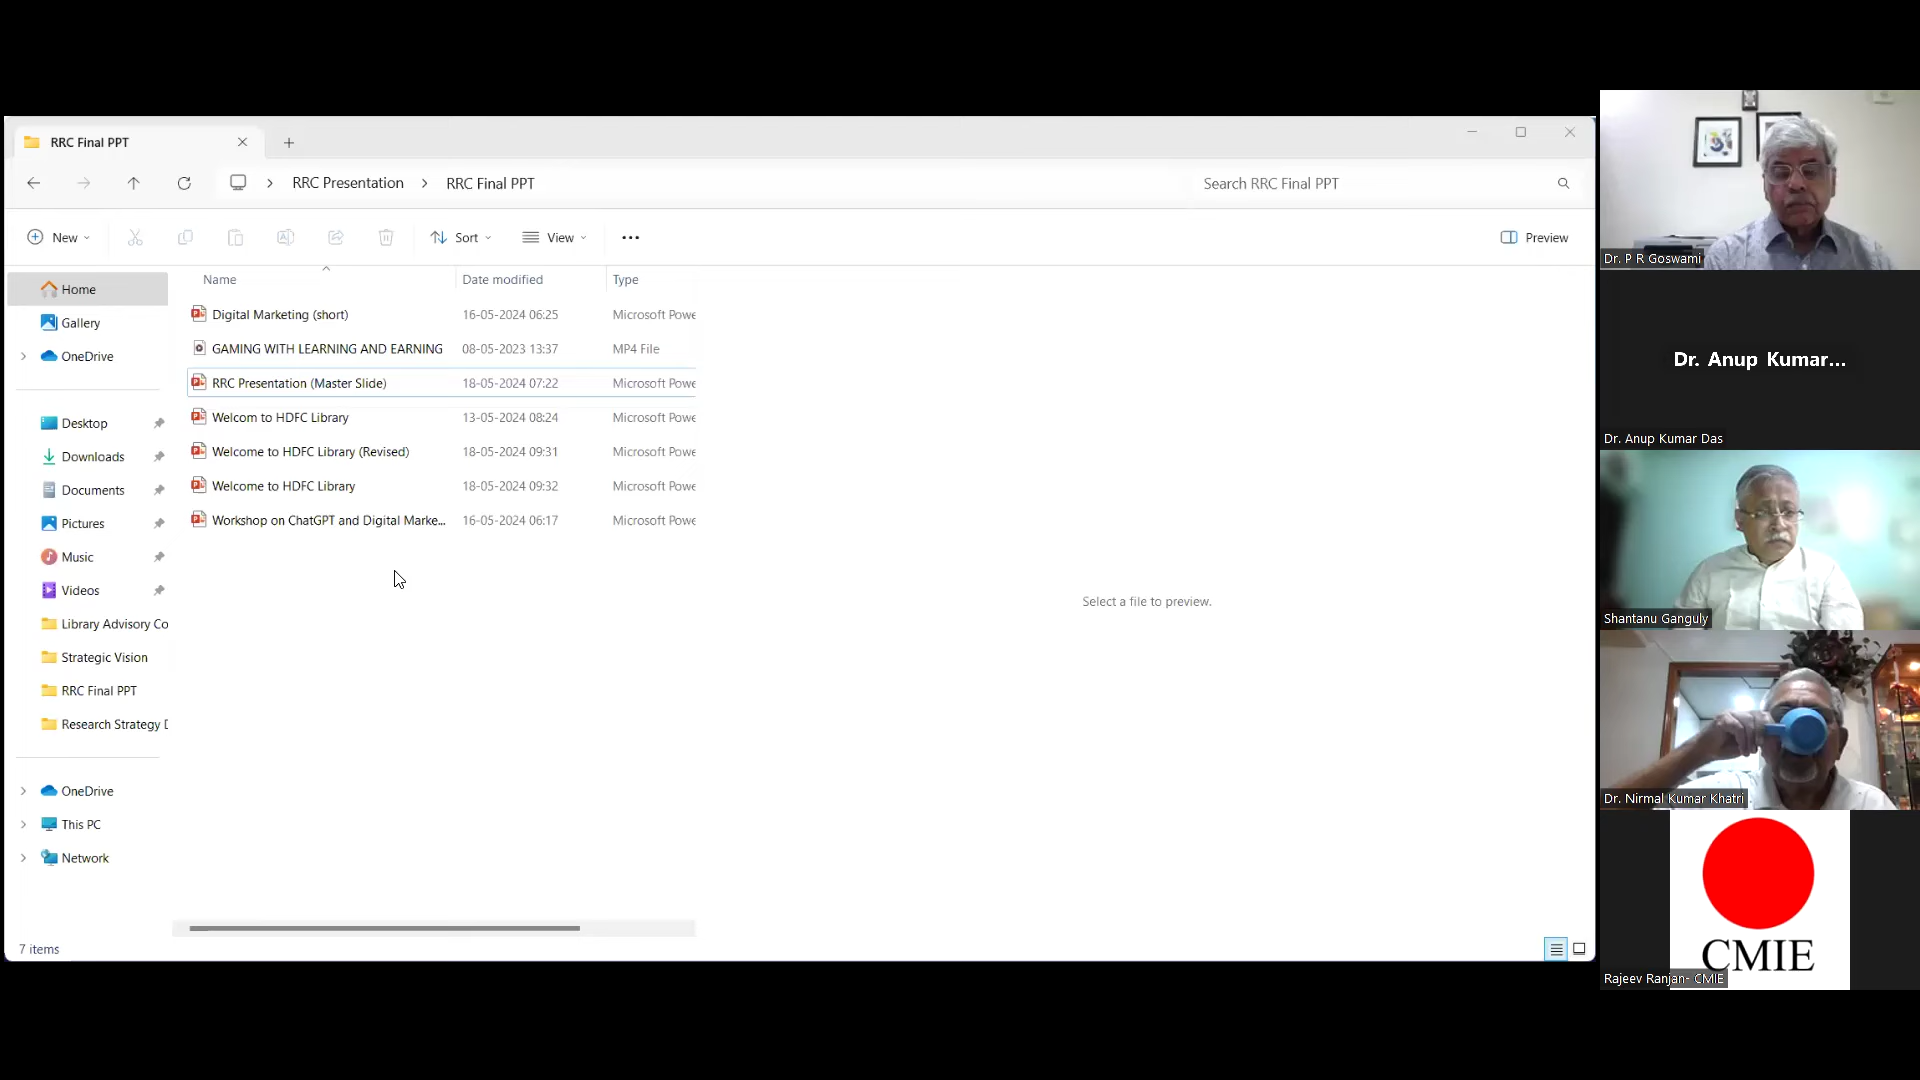 RRC Final PPT
RRC Presentation > RRC Final PPT
Search RRC Final PPT
New
Sort
View
Preview
Name Date modified Type
Digital Marketing (short) 16-05-2024 06:25 Microsoft Powe
GAMING WITH LEARNING AND EARNING 08-05-2023 13:37 MP4 File
RRC Presentation (Master Slide) 18-05-2024 07:22 Microsoft Powe
Welcom to HDFC Library 13-05-2024 08:24 Microsoft Powe
Welcome to HDFC Library (Revised) 18-05-2024 09:31 Microsoft Powe
Welcome to HDFC Library 18-05-2024 09:32 Microsoft Powe
Workshop on ChatGPT and Digital Marke... 16-05-2024 06:17 Microsoft Powe
Home
Gallery
OneDrive
Desktop
Downloads
Documents
Pictures
Music
Videos
Library Advisory Co
Strategic Vision
RRC Final PPT
Research Strategy D
OneDrive
This PC
Network
7 items
Select a file to preview.
Dr. P R Goswami
Dr. Anup Kumar...
Dr. Anup Kumar Das
Shantanu Ganguly
Dr. Nirmal Kumar Khatri
CMIE
Rajeev Ranjan- CMIE